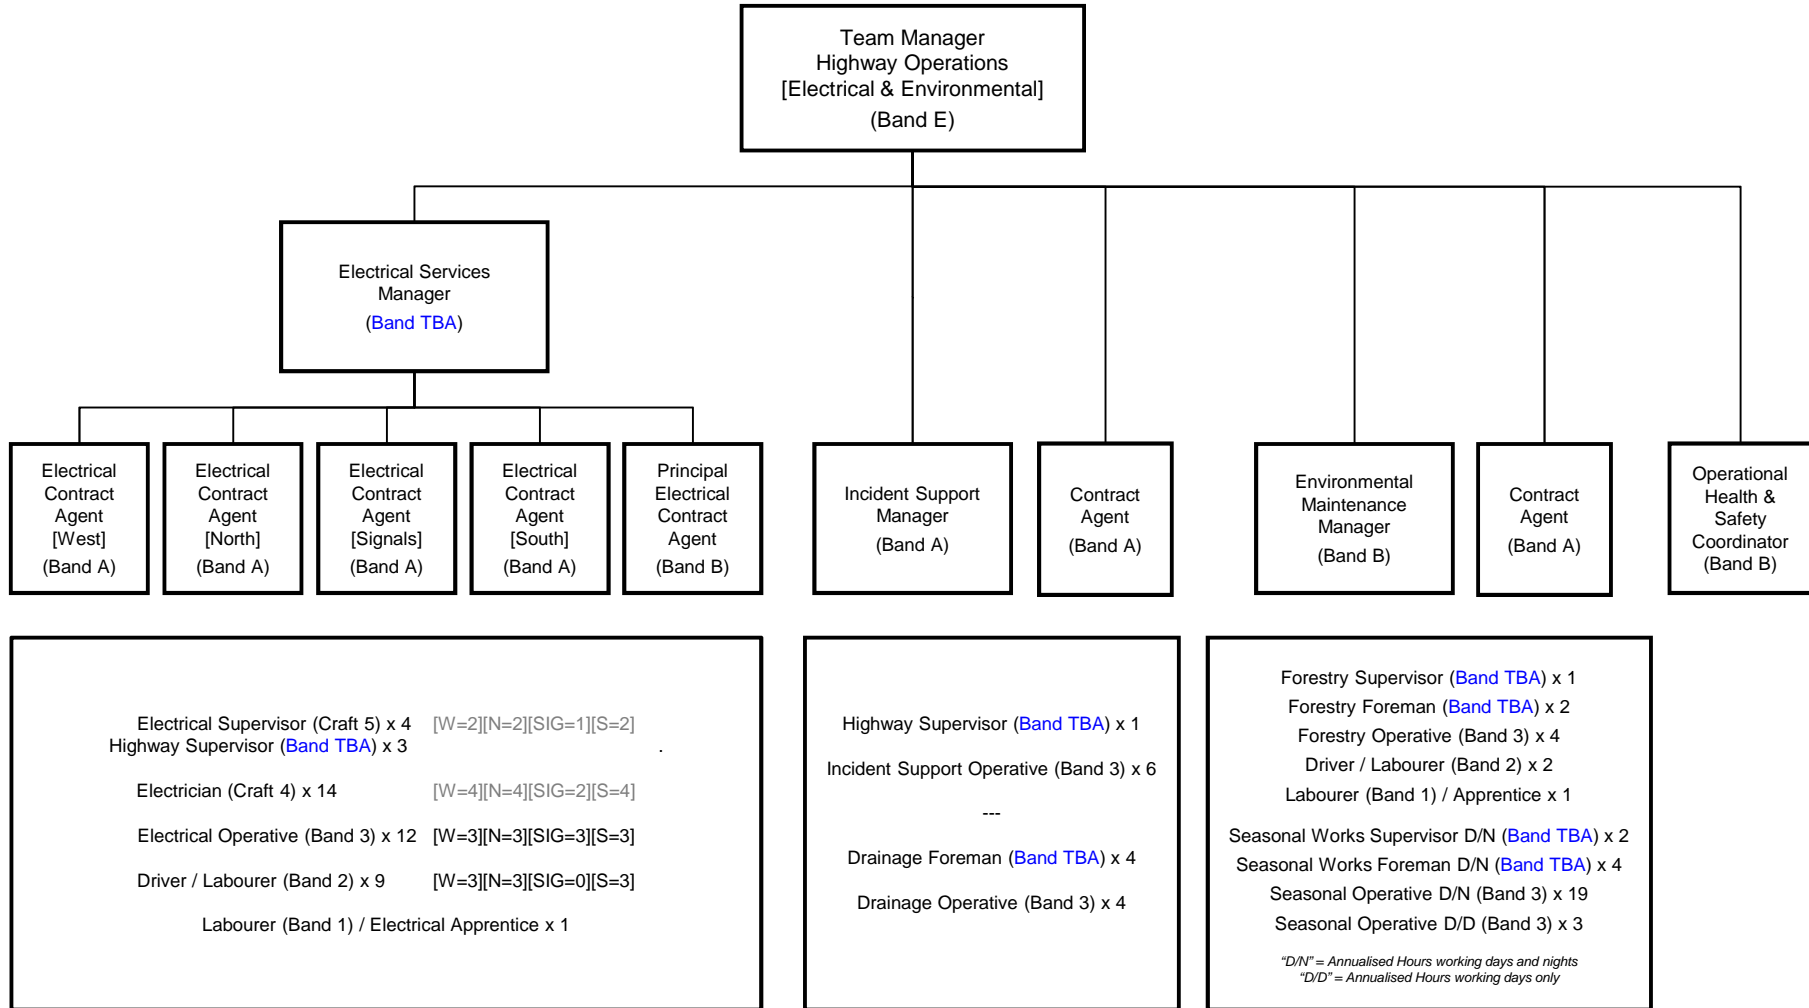 Team Manager
Highway Operations
[Electrical & Environmental]
(Band E)
Electrical Services
Manager
(Band TBA)
Electrical
Contract
Agent
[West]
(Band A)
Electrical
Contract
Agent
[North]
(Band A)
Electrical
Contract
Agent
[Signals]
(Band A)
Electrical
Contract
Agent
[South]
(Band A)
Principal
Electrical
Contract
Agent
(Band B)
Incident Support
Manager
(Band A)
Contract
Agent
(Band A)
Environmental
Maintenance
Manager
(Band B)
Contract
Agent
(Band A)
Operational
Health &
Safety
Coordinator
(Band B)
Electrical Supervisor (Craft 5) x 4 [W=2][N=2][SIG=1][S=2]
Highway Supervisor (Band TBA) x 3 .
Electrician (Craft 4) x 14 [W=4][N=4][SIG=2][S=4]
Electrical Operative (Band 3) x 12 [W=3][N=3][SIG=3][S=3]
Driver / Labourer (Band 2) x 9 [W=3][N=3][SIG=0][S=3]
Labourer (Band 1) / Electrical Apprentice x 1
Highway Supervisor (Band TBA) x 1
Incident Support Operative (Band 3) x 6
---
Drainage Foreman (Band TBA) x 4
Drainage Operative (Band 3) x 4
Forestry Supervisor (Band TBA) x 1
Forestry Foreman (Band TBA) x 2
Forestry Operative (Band 3) x 4
Driver / Labourer (Band 2) x 2
Labourer (Band 1) / Apprentice x 1
Seasonal Works Supervisor D/N (Band TBA) x 2
Seasonal Works Foreman D/N (Band TBA) x 4
Seasonal Operative D/N (Band 3) x 19
Seasonal Operative D/D (Band 3) x 3
“D/N” = Annualised Hours working days and nights
“D/D” = Annualised Hours working days only